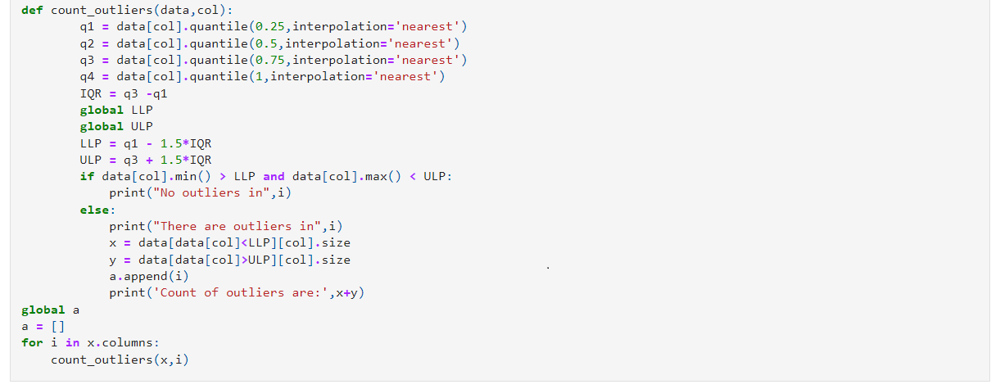 def count_outliers(data,col):
        q1 = data[col].quantile(0.25,interpolation='nearest')
        q2 = data[col].quantile(0.5,interpolation='nearest')
        q3 = data[col].quantile(0.75,interpolation='nearest')
        q4 = data[col].quantile(1,interpolation='nearest')
        IQR = q3 -q1
        global LLP
        global ULP
        LLP = q1 - 1.5*IQR
        ULP = q3 + 1.5*IQR
        if data[col].min() > LLP and data[col].max() < ULP:
            print("No outliers in",i)
        else:
            print("There are outliers in",i)
            x = data[data[col]<LLP][col].size
            y = data[data[col]>ULP][col].size
            a.append(i)
            print('Count of outliers are:',x+y)
global a
a = []
for i in x.columns:
    count_outliers(x,i)